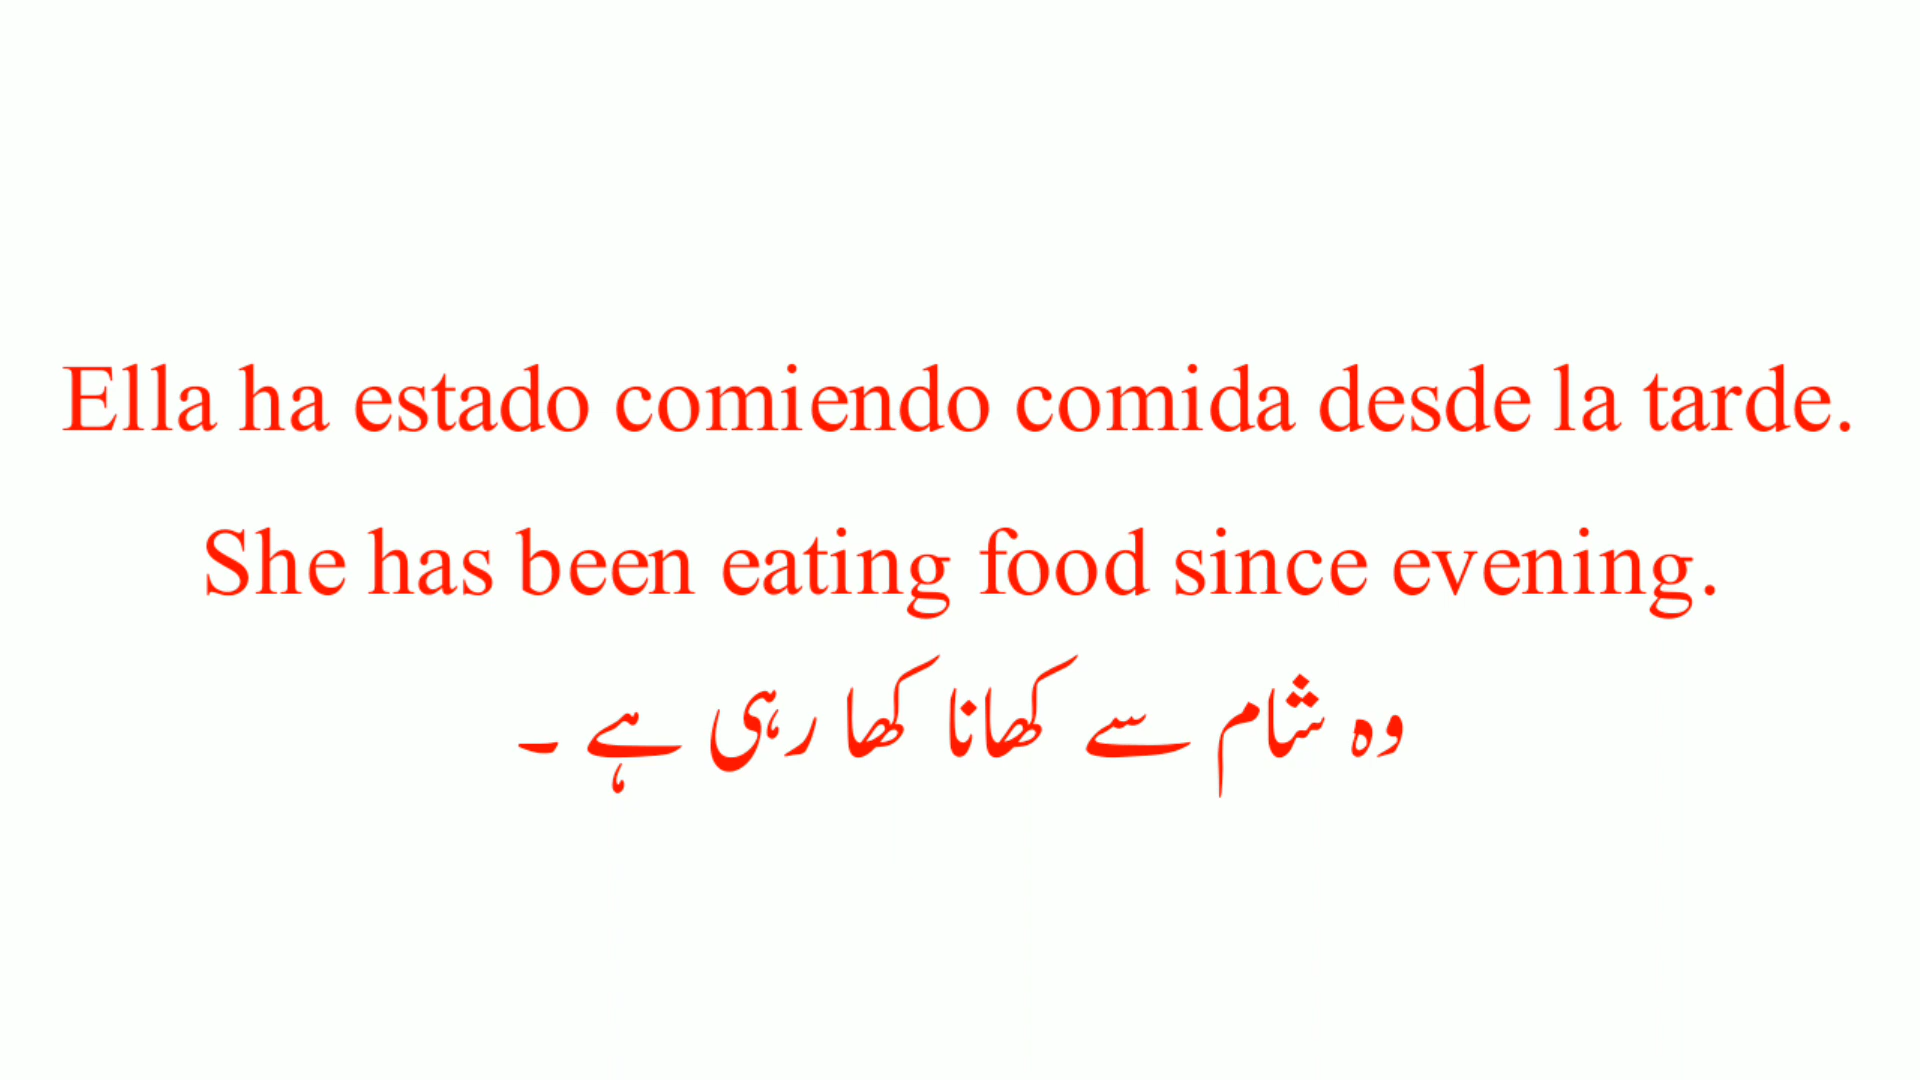 Ella ha estado comiendo comida desde la tarde.
She has been eating food since evening.
وہ شام سے کھانا کھا رہی ہے ۔